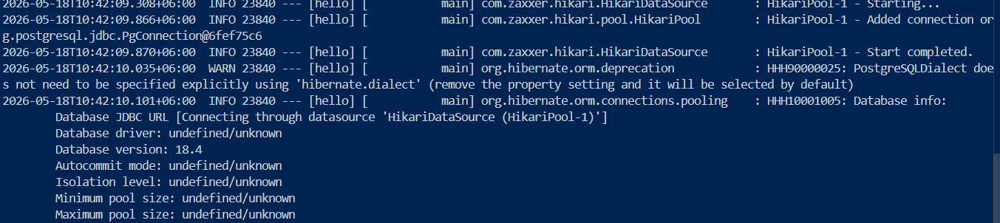 2026-05-18T10:42:09.308+06:00  INFO 23840 --- [hello] [           main] com.zaxxer.hikari.HikariDataSource       : HikariPool-1 - Starting...
2026-05-18T10:42:09.866+06:00  INFO 23840 --- [hello] [           main] com.zaxxer.hikari.pool.HikariPool        : HikariPool-1 - Added connection or
g.postgresql.jdbc.PgConnection@6fef75c6
2026-05-18T10:42:09.870+06:00  INFO 23840 --- [hello] [           main] com.zaxxer.hikari.HikariDataSource       : HikariPool-1 - Start completed.
2026-05-18T10:42:10.035+06:00  WARN 23840 --- [hello] [           main] org.hibernate.orm.deprecation            : HHH90000025: PostgreSQLDialect doe
s not need to be specified explicitly using 'hibernate.dialect' (remove the property setting and it will be selected by default)
2026-05-18T10:42:10.101+06:00  INFO 23840 --- [hello] [           main] org.hibernate.orm.connections.pooling    : HHH10001005: Database info:
        Database JDBC URL [Connecting through datasource 'HikariDataSource (HikariPool-1)']
        Database driver: undefined/unknown
        Database version: 18.4
        Autocommit mode: undefined/unknown
        Isolation level: undefined/unknown
        Minimum pool size: undefined/unknown
        Maximum pool size: undefined/unknown